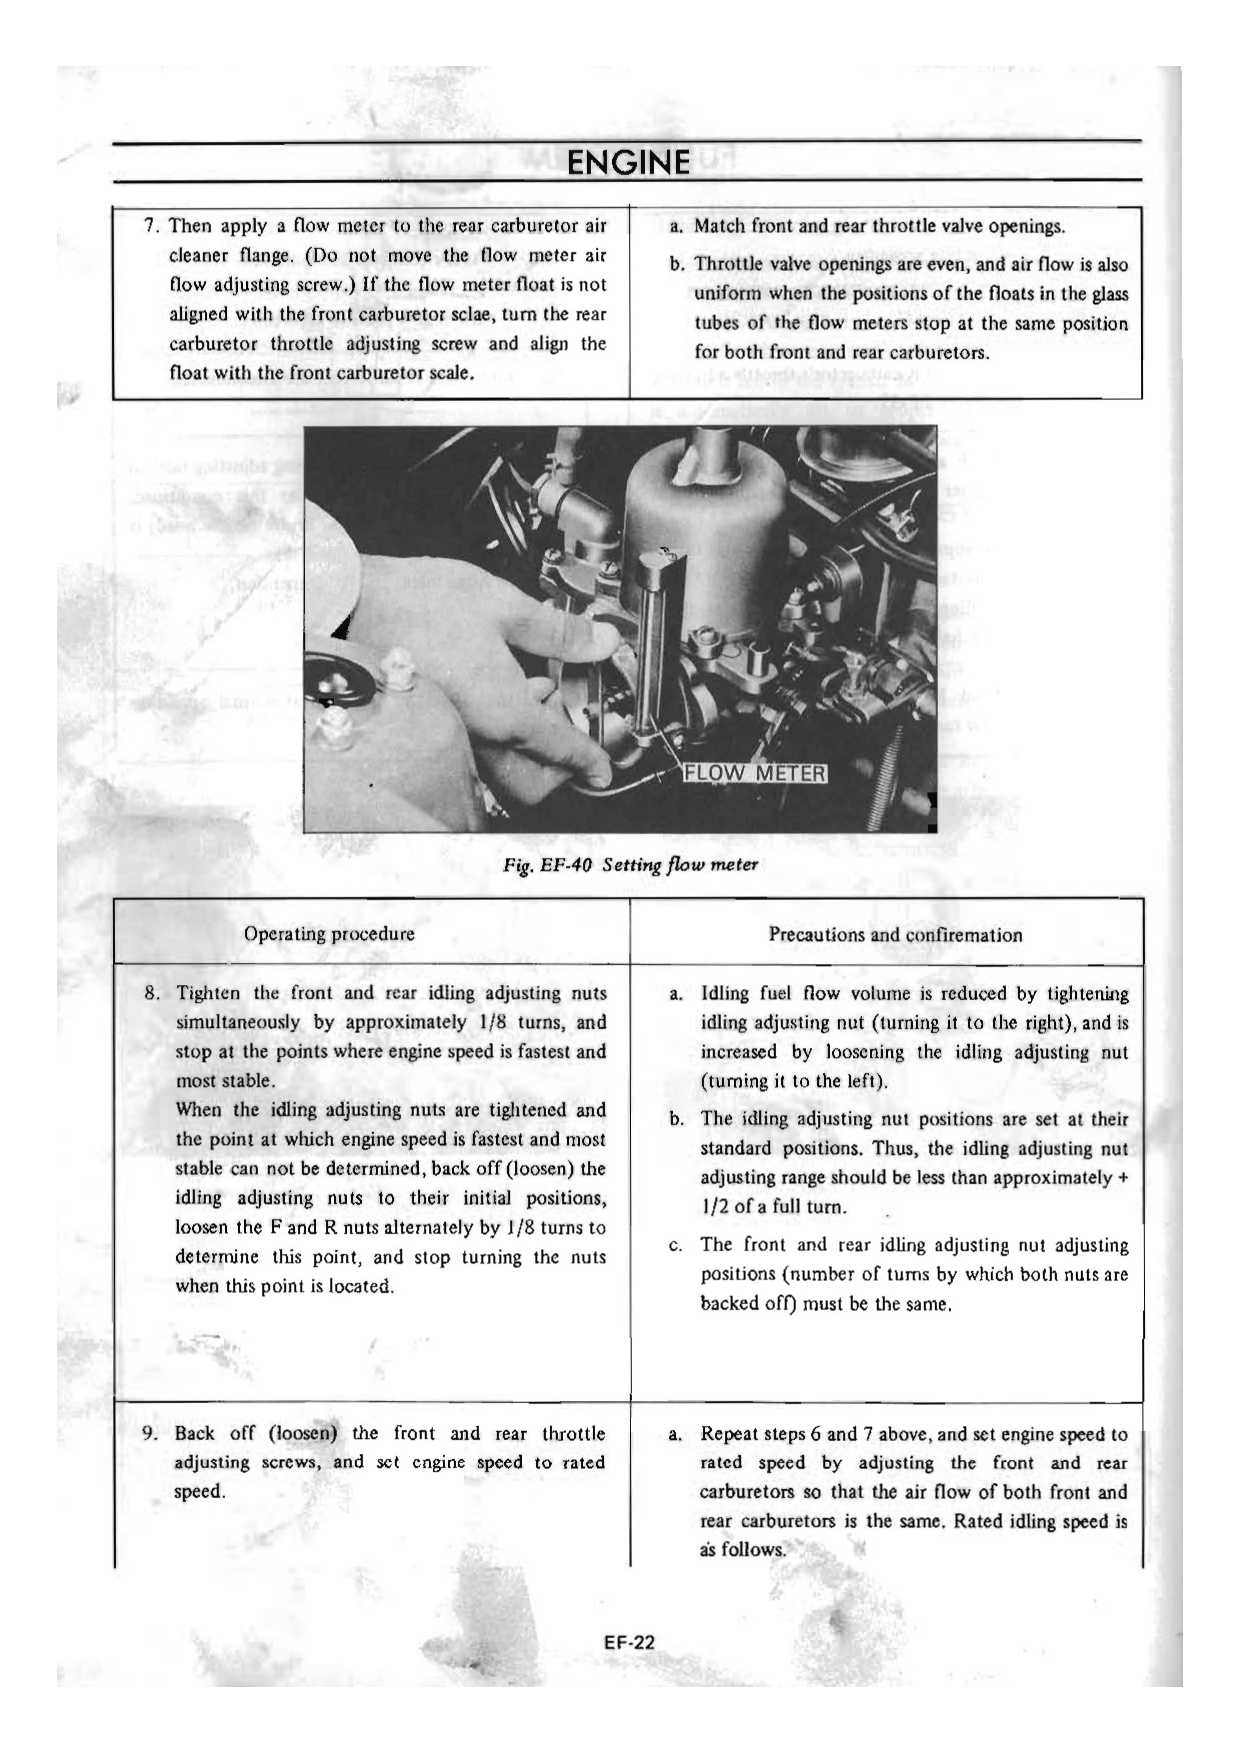 ENGINE
7. Then apply a flow meter to the rear carburetor air
cleaner flange. (Do not move the flow meter air
flow adjusting screw.) If the flow meter float is not
aligned with the front carburetor sclae, turn the rear
carburetor throttle adjusting screw and align the
float with the front carburetor scale.
a. Match front and rear throttle valve openings.
b. Throttle valve openings are even, and air flow is also
uniform when the positions of the floats in the glass
tubes of the flow meters stop at the same position
for both front and rear carburetors.
FLOW METER
Fig. EF-40 Setting flow meter
Operating procedure
Precautions and confiremation
8. Tighten the front and rear idling adjusting nuts
simultaneously by approximately 1/8 turns, and
stop at the points where engine speed is fastest and
most stable.
When the idling adjusting nuts are tightened and
the point at which engine speed is fastest and most
stable can not be determined, back off (loosen) the
idling adjusting nuts to their initial positions,
loosen the F and R nuts alternately by 1/8 turns to
determine this point, and stop turning the nuts
when this point is located.
a. Idling fuel flow volume is reduced by tightening
idling adjusting nut (turning it to the right), and is
increased by loosening the idling adjusting nut
(turning it to the left).
b. The idling adjusting nut positions are set at their
standard positions. Thus, the idling adjusting nut
adjusting range should be less than approximately +
1/2 of a full turn.
c. The front and rear idling adjusting nut adjusting
positions (number of turns by which both nuts are
backed off) must be the same.
9. Back off (loosen) the front and rear throttle
adjusting screws, and set engine speed to rated
speed.
a. Repeat steps 6 and 7 above, and set engine speed to
rated speed by adjusting the front and rear
carburetors so that the air flow of both front and
rear carburetors is the same. Rated idling speed is
as follows.
EF-22